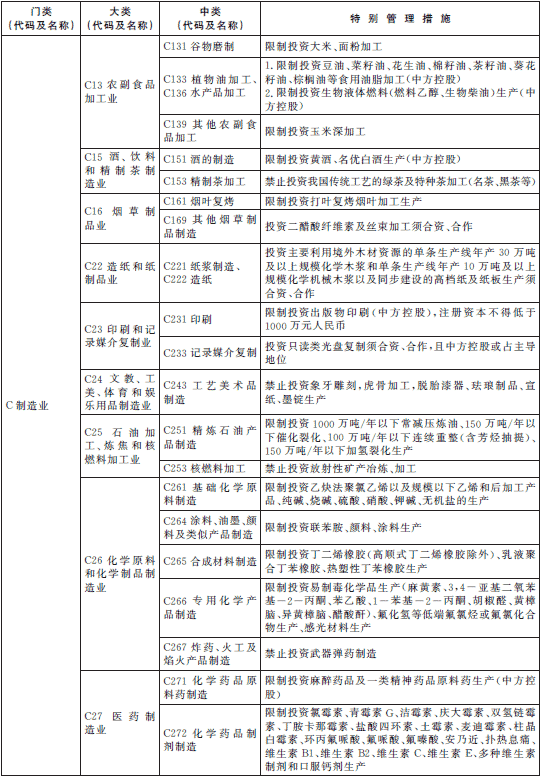 门类
（代码及名称）
大类
（代码及名称）
中类
（代码及名称）
特别管理措施
C制造业
C13 农副食品
加工业
C131 谷物磨制
限制投资大米、面粉加工
C133 植物油加工、
C136 水产品加工
1.限制投资豆油、菜籽油、花生油、棉籽油、茶籽油、葵花
籽油、棕榈油等食用油脂加工（中方控股）
2.限制投资生物液体燃料（燃料乙醇、生物柴油）生产（中方
控股）
C139 其他农副食
品加工
限制投资玉米深加工
C15 酒、饮料
和精制茶制
造业
C151 酒的制造
限制投资黄酒、名优白酒生产（中方控股）
C153 精制茶加工
禁止投资我国传统工艺的绿茶及特种茶加工（名茶、黑茶等）
C16 烟草制
品业
C161 烟叶复烤
限制投资打叶复烤烟叶加工生产
C169 其他烟草制
品制造
投资二醋酸纤维素及丝束加工须合资、合作
C22 造纸和纸
制品业
C221 纸浆制造、
C222 造纸
投资主要利用境外木材资源的单条生产线年产 30 万吨
及以上规模化学木浆和单条生产线年产 10 万吨及以上
规模化学机械木浆以及同步建设的高档纸及纸板生产须
合资、合作
C23 印刷和记
录媒介复制业
C231 印刷
限制投资出版物印刷（中方控股），注册资本不得低于
1000 万元人民币
C233 记录媒介复制
投资只读类光盘复制须合资、合作，且中方控股或占主导
地位
C24 文教、工
美、体育和娱
乐用品制造业
C243 工艺美术品
制造
禁止投资象牙雕刻，虎骨加工，脱胎漆器、珐琅制品、宣
纸、墨锭生产
C25 石油加
工、炼焦和核
燃料加工业
C251 精炼石油产
品制造
限制投资 1000 万吨/年以下常减压炼油、150 万吨/年以
下催化裂化、100 万吨/年以下连续重整（含芳烃抽提）、
150 万吨/年以下加氢裂化生产
C253 核燃料加工
禁止投资放射性矿产冶炼、加工
C26 化学原料
和化学制品制
造业
C261 基础化学原
料制造
限制投资乙炔法聚氯乙烯以及规模以下乙烯和后加工产
品、纯碱、烧碱、硫酸、硝酸、钾碱、无机盐的生产
C264 涂料、油墨、颜
料及类似产品制造
限制投资联苯胺、颜料、涂料生产
C265 合成材料制造
限制投资丁二烯橡胶（高顺式丁二烯橡胶除外）、乳液聚
合丁苯橡胶、热塑性丁苯橡胶生产
C266 专用化学产
品制造
限制投资易制毒化学品生产（麻黄素、3，4－亚基二氧苯
基－2－丙酮、苯乙酸、1－苯基－2－丙酮、胡椒醛、黄樟
脑、异黄樟脑、醋酸酐）、氟化氢等低端氟氯烃或氟氯化合
物生产、感光材料生产
C267 炸药、火工及
焰火产品制造
禁止投资武器弹药制造
C27 医药制
造业
C271 化学药品原
料药制造
限制投资麻醉药品及一类精神药品原料药生产（中方控
股）
C272 化学药品制
剂制造
限制投资氯霉素、青霉素 G、洁霉素、庆大霉素、双氢链霉
素、丁胺卡那霉素、盐酸四环素、土霉素、麦迪霉素、柱晶
白霉素、环丙氟哌酸、氟哌酸、氟嗪酸、安乃近、扑热息痛、
维生素 B1、维生素 B2、维生素 C、维生素 E、多种维生素
制剂和口服钙剂生产